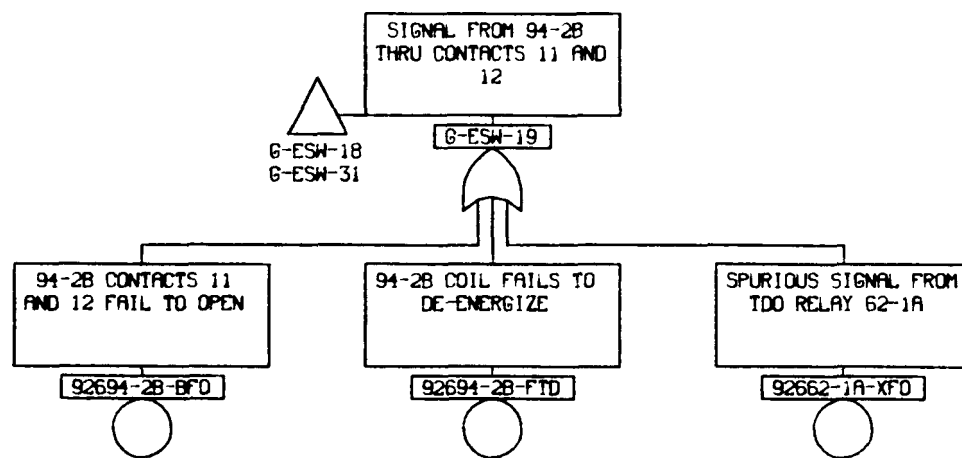 SIGNAL FROM 94-2B
THRU CONTACTS 11 AND
12
G-ESW-19
G-ESW-18
G-ESW-31
94-2B CONTACTS 11
AND 12 FAIL TO OPEN
94-2B COIL FAILS TO
DE-ENERGIZE
SPURIOUS SIGNAL FROM
TDO RELAY 62-1A
92694-2B-BFO
92694-2B-FTD
92662-1A-XFO